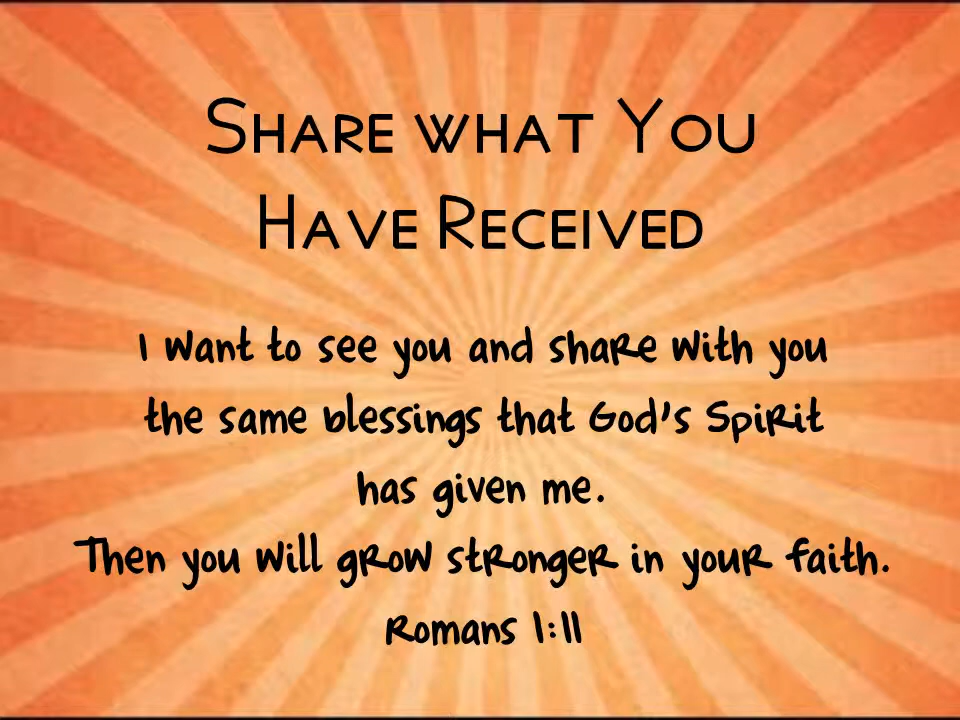 Share what You
Have Received
I want to see you and share with you
the same blessings that God's Spirit
has given me.
Then you will grow stronger in your faith.
Romans 1:11